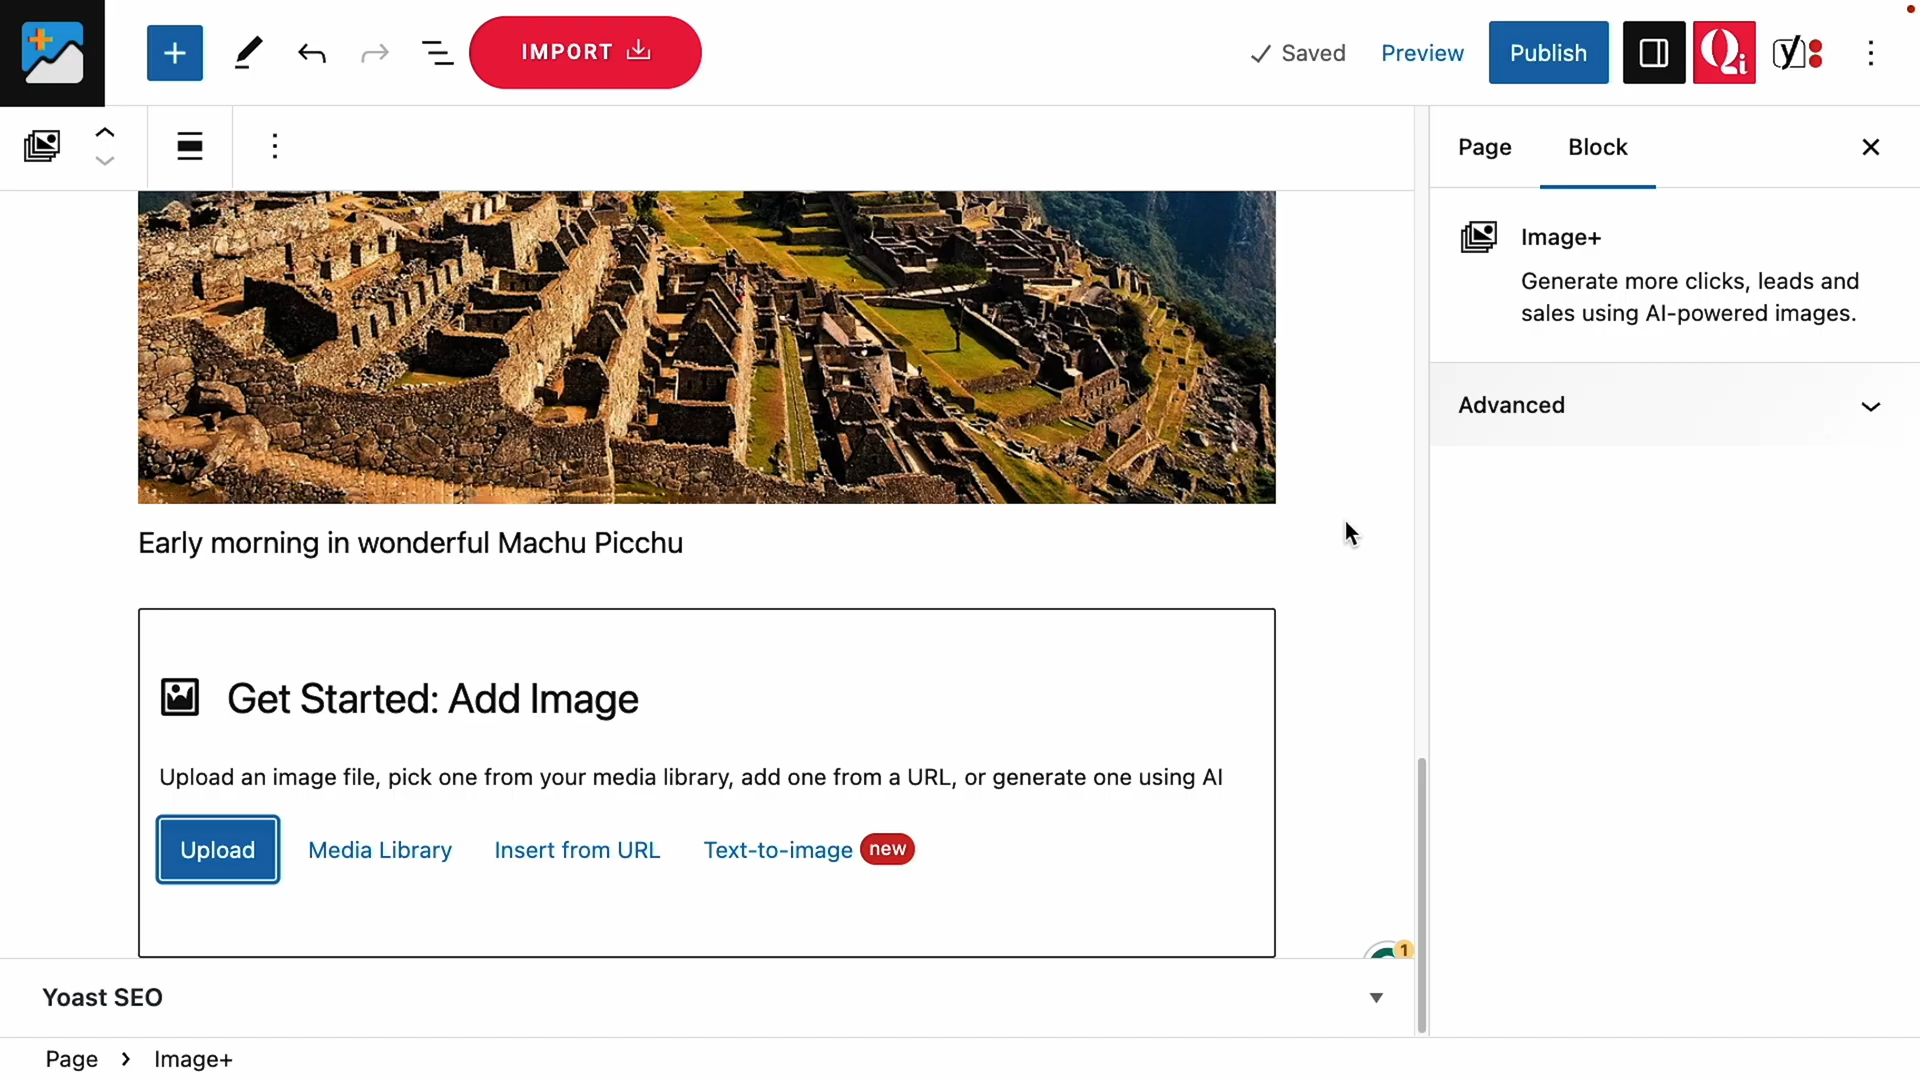 IMPORT
Saved
Preview
Publish
Qi
y
Page
Block
Image+
Generate more clicks, leads and
sales using AI-powered images.
Advanced
Early morning in wonderful Machu Picchu
Get Started: Add Image
Upload an image file, pick one from your media library, add one from a URL, or generate one using AI
Upload
Media Library
Insert from URL
Text-to-image new
1
Yoast SEO
Page > Image+